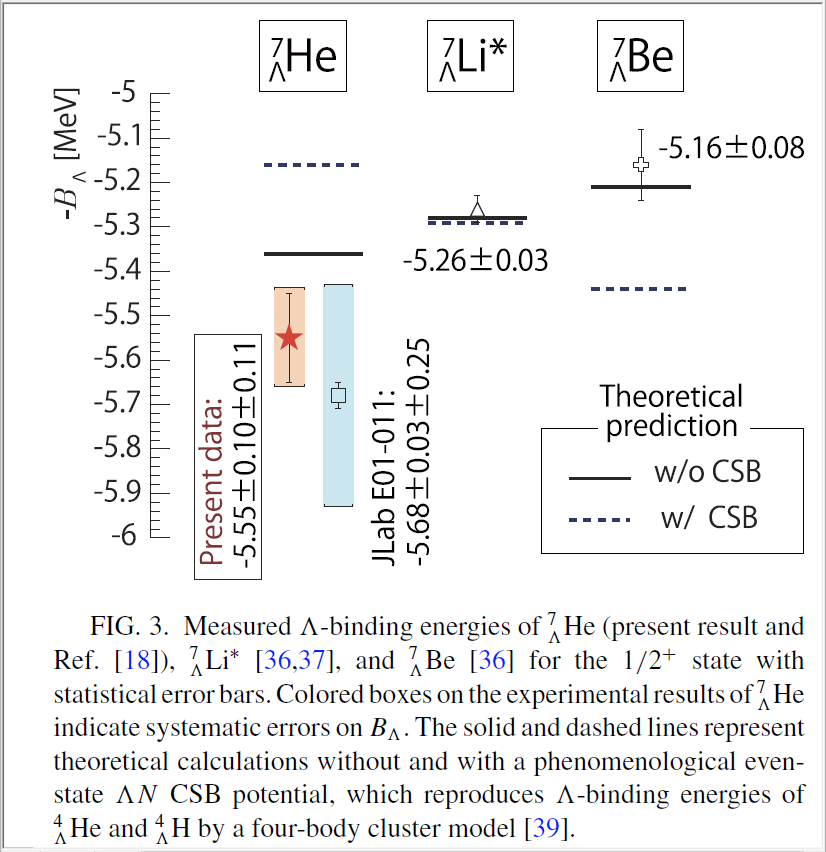 ⁷ΛHe
⁷ΛLi*
⁷ΛBe
-B_Λ [MeV]
-5
-5.1
-5.2
-5.3
-5.4
-5.5
-5.6
-5.7
-5.8
-5.9
-6
-5.16±0.08
-5.26±0.03
Present data:
-5.55±0.10±0.11
JLab E01-011:
-5.68±0.03±0.25
Theoretical
prediction
w/o CSB
w/ CSB
FIG. 3. Measured Λ-binding energies of ⁷ΛHe (present result and
Ref. [18]), ⁷ΛLi* [36,37], and ⁷ΛBe [36] for the 1/2⁺ state with
statistical error bars. Colored boxes on the experimental results of ⁷ΛHe
indicate systematic errors on B_Λ. The solid and dashed lines represent
theoretical calculations without and with a phenomenological even-
state ΛN CSB potential, which reproduces Λ-binding energies of
⁴ΛHe and ⁴ΛH by a four-body cluster model [39].